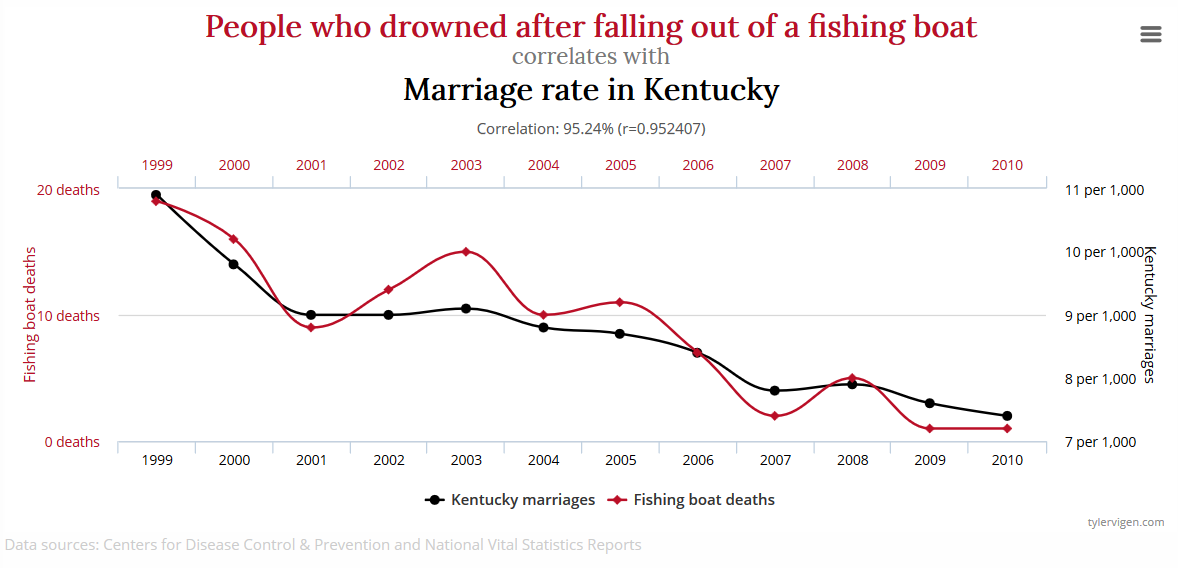 People who drowned after falling out of a fishing boat
correlates with
Marriage rate in Kentucky
Correlation: 95.24% (r=0.952407)
1999 2000 2001 2002 2003 2004 2005 2006 2007 2008 2009 2010
20 deaths
10 deaths
0 deaths
Fishing boat deaths
11 per 1,000
10 per 1,000
9 per 1,000
8 per 1,000
7 per 1,000
Kentucky marriages
1999 2000 2001 2002 2003 2004 2005 2006 2007 2008 2009 2010
Kentucky marriages Fishing boat deaths
tylervigen.com
Data sources: Centers for Disease Control & Prevention and National Vital Statistics Reports